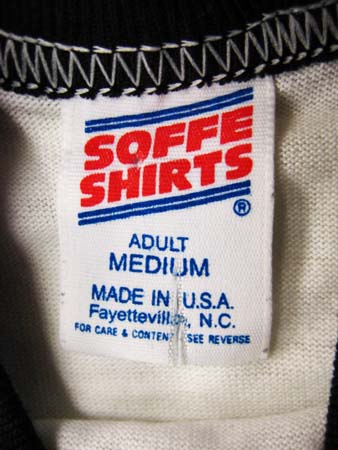 SOFFE
SHIRTS
®
ADULT
MEDIUM
MADE IN U.S.A.
Fayetteville, N.C.
FOR CARE & CONTENT SEE REVERSE